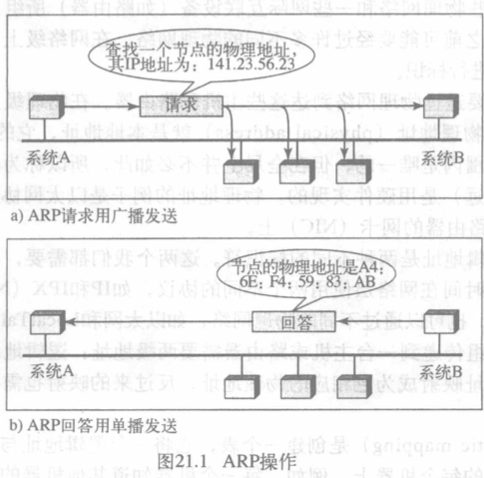 查找一个节点的物理地址，
其IP地址为：141.23.56.23
请求
系统A
系统B
a) ARP请求用广播发送
节点的物理地址是A4;
6E; F4; 59; 83; AB
回答
系统A
系统B
b) ARP回答用单播发送
图21.1 ARP操作